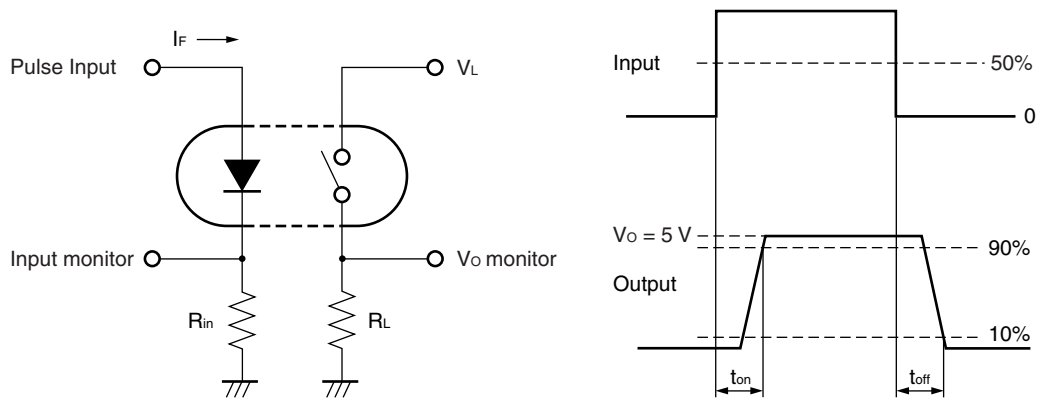 IF
Pulse Input
VL
Input monitor
VO monitor
Rin
RL
Input
50%
0
VO = 5 V
90%
Output
10%
ton
toff